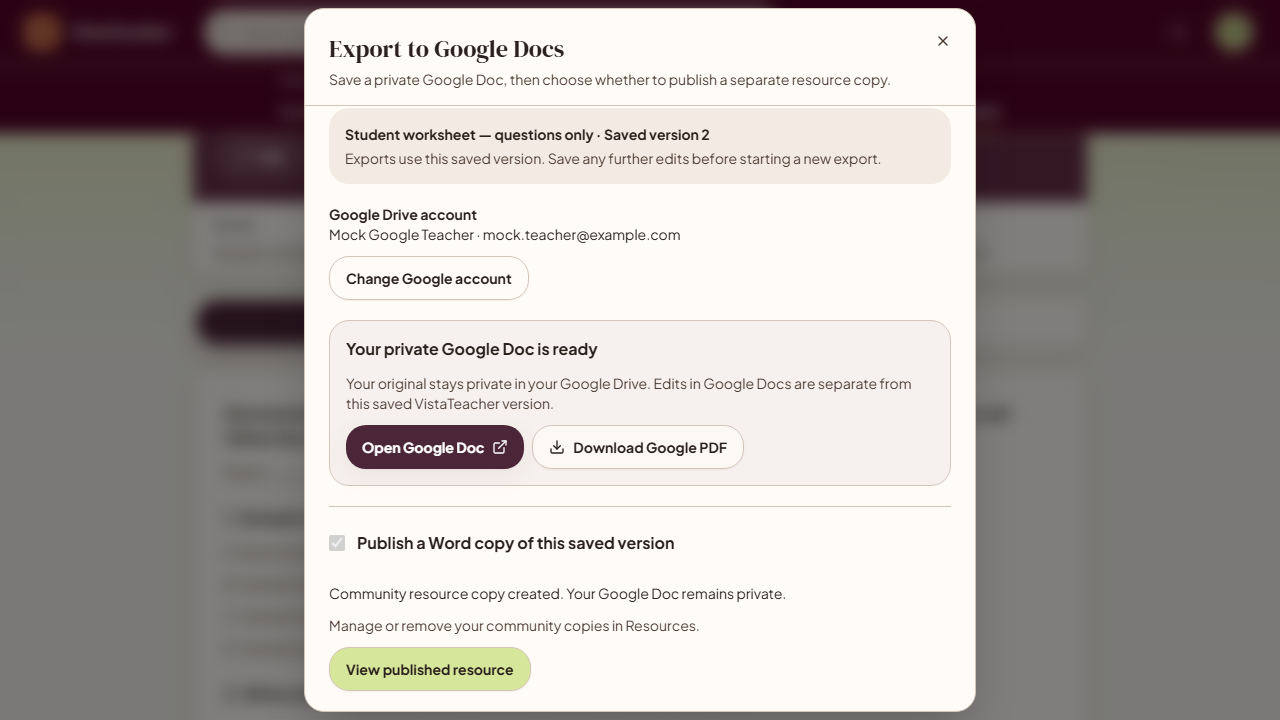 Export to Google Docs
Save a private Google Doc, then choose whether to publish a separate resource copy.
Student worksheet — questions only · Saved version 2
Exports use this saved version. Save any further edits before starting a new export.
Google Drive account
Mock Google Teacher · mock.teacher@example.com
Change Google account
Your private Google Doc is ready
Your original stays private in your Google Drive. Edits in Google Docs are separate from
this saved VistaTeacher version.
Open Google Doc
Download Google PDF
Publish a Word copy of this saved version
Community resource copy created. Your Google Doc remains private.
Manage or remove your community copies in Resources.
View published resource